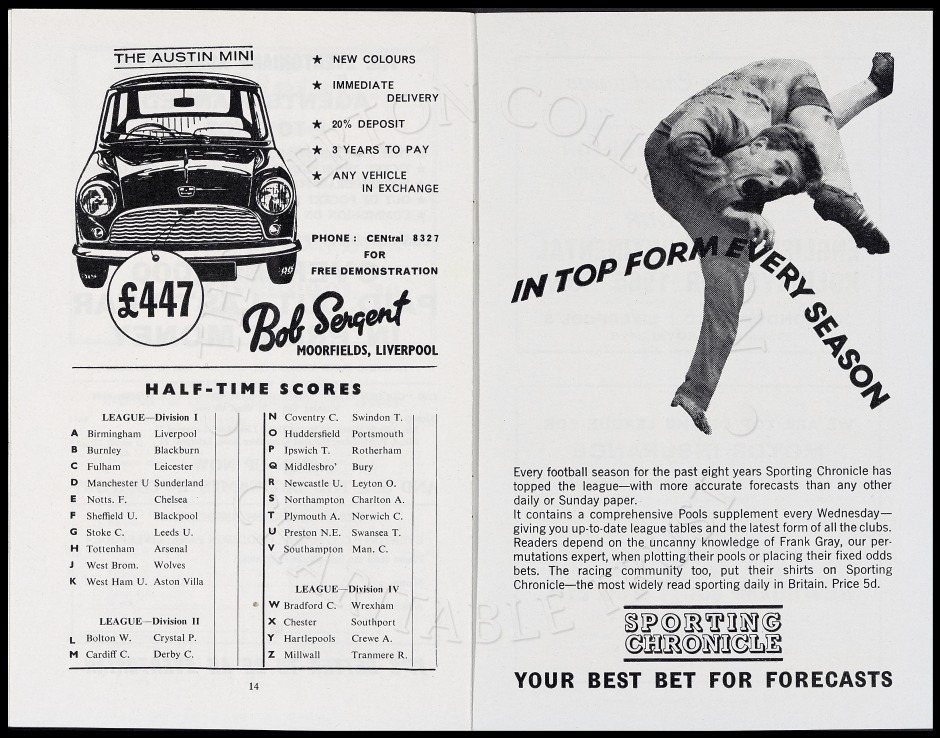 THE AUSTIN MINI
★ NEW COLOURS
★ IMMEDIATE
DELIVERY
★ 20% DEPOSIT
★ 3 YEARS TO PAY
★ ANY VEHICLE
IN EXCHANGE
PHONE : CENtral 8327
FOR
FREE DEMONSTRATION
£447
Bob Sergent
MOORFIELDS, LIVERPOOL
HALF-TIME SCORES
LEAGUE—Division I
A Birmingham Liverpool
B Burnley Blackburn
C Fulham Leicester
D Manchester U Sunderland
E Notts. F. Chelsea
F Sheffield U. Blackpool
G Stoke C. Leeds U.
H Tottenham Arsenal
J West Brom. Wolves
K West Ham U. Aston Villa
LEAGUE—Division II
L Bolton W. Crystal P.
M Cardiff C. Derby C.
N Coventry C. Swindon T.
O Huddersfield Portsmouth
P Ipswich T. Rotherham
Q Middlesbro' Bury
R Newcastle U. Leyton O.
S Northampton Charlton A.
T Plymouth A. Norwich C.
U Preston N.E. Swansea T.
V Southampton Man. C.
LEAGUE—Division IV
W Bradford C. Wrexham
X Chester Southport
Y Hartlepools Crewe A.
Z Millwall Tranmere R.
14
IN TOP FORM EVERY SEASON
Every football season for the past eight years Sporting Chronicle has
topped the league—with more accurate forecasts than any other
daily or Sunday paper.
It contains a comprehensive Pools supplement every Wednesday—
giving you up-to-date league tables and the latest form of all the clubs.
Readers depend on the uncanny knowledge of Frank Gray, our per-
mutations expert, when plotting their pools or placing their fixed odds
bets. The racing community too, put their shirts on Sporting
Chronicle—the most widely read sporting daily in Britain. Price 5d.
SPORTING
CHRONICLE
YOUR BEST BET FOR FORECASTS